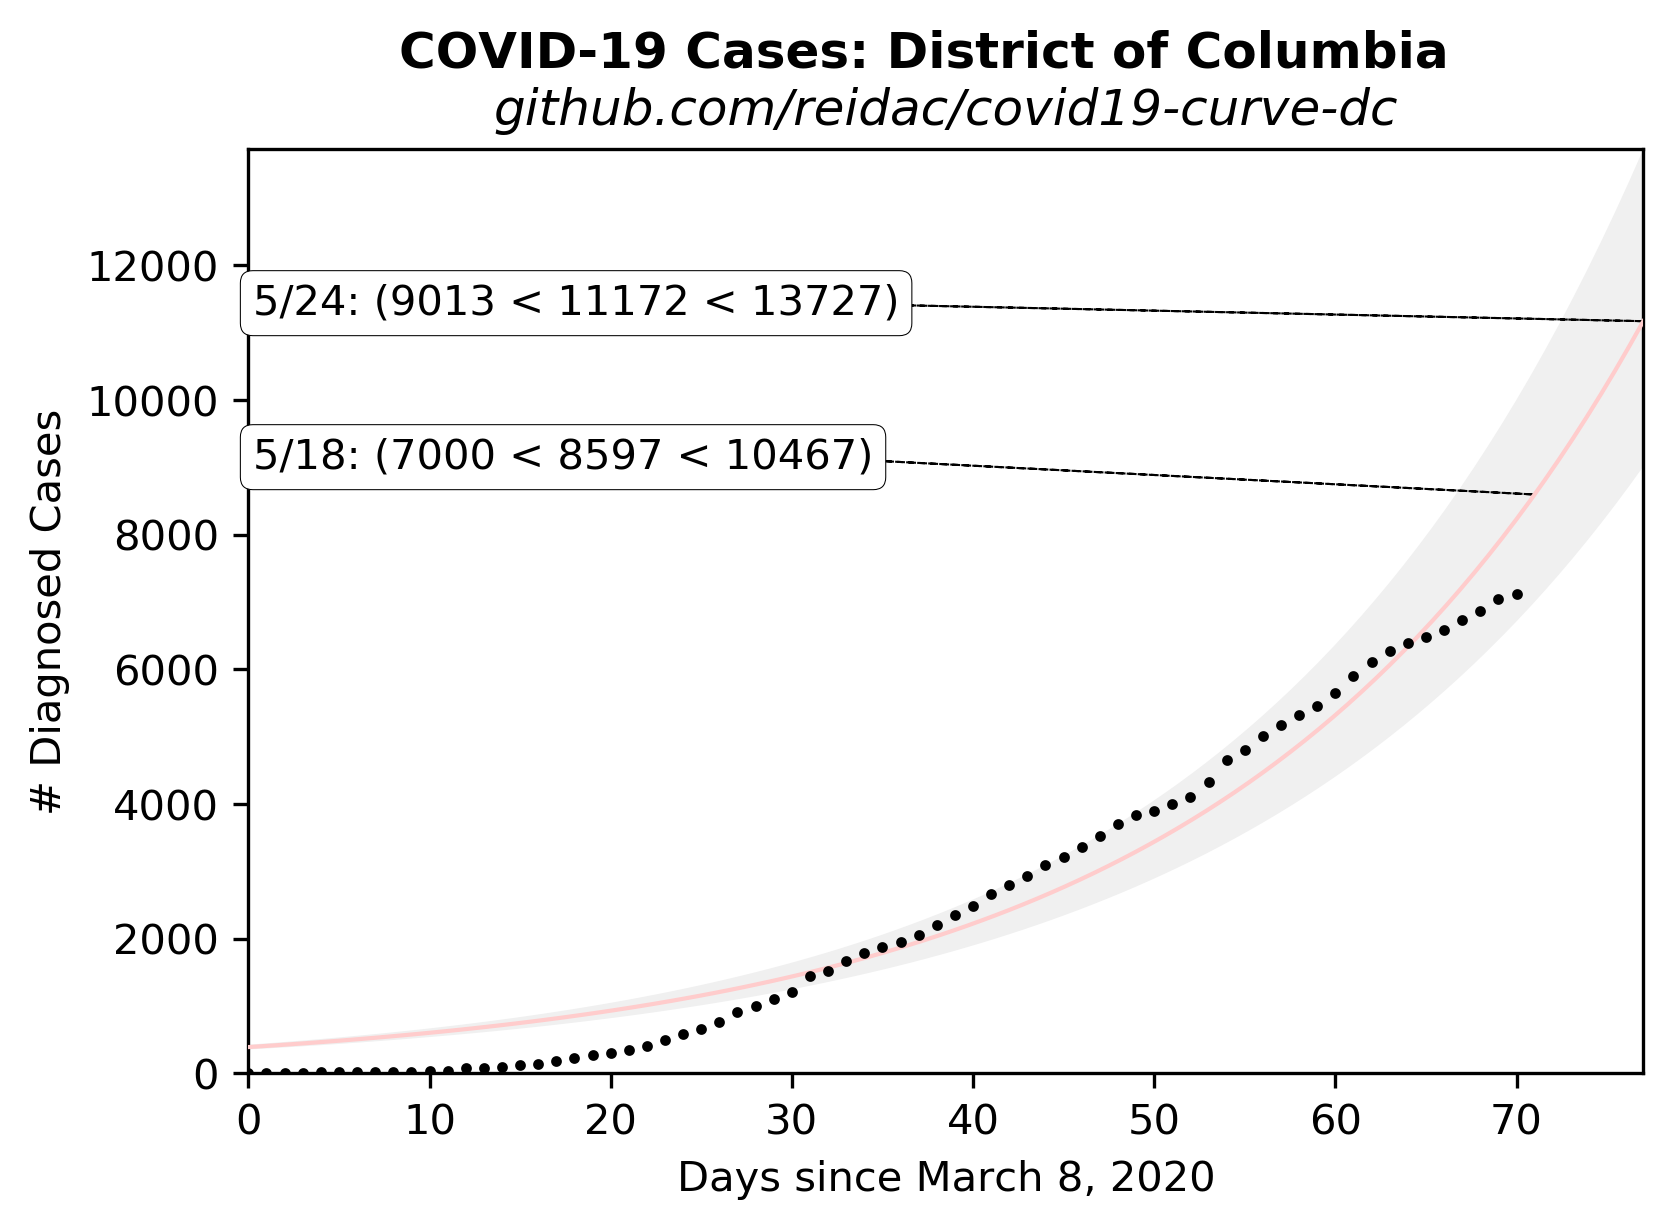 COVID-19 Cases: District of Columbia
github.com/reidac/covid19-curve-dc
12000
5/24: (9013 < 11172 < 13727)
10000
5/18: (7000 < 8597 < 10467)
8000
6000
4000
2000
0
# Diagnosed Cases
0 10 20 30 40 50 60 70
Days since March 8, 2020